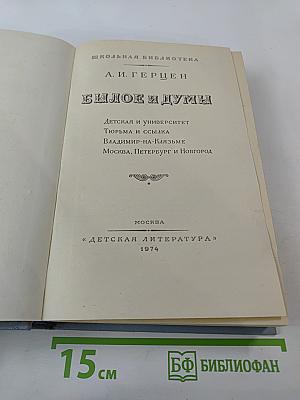 ШКОЛЬНАЯ БИБЛИОТЕКА
А. И. ГЕРЦЕН
БЫЛОЕ И ДУМЫ
ДЕТСКАЯ И УНИВЕРСИТЕТ
ТЮРЬМА И ССЫЛКА
ВЛАДИМИР-НА-КЛЯЗЬМЕ
МОСКВА, ПЕТЕРБУРГ И НОВГОРОД
МОСКВА
«ДЕТСКАЯ ЛИТЕРАТУРА»
1974
15 см
БФ БИБЛИОФАН